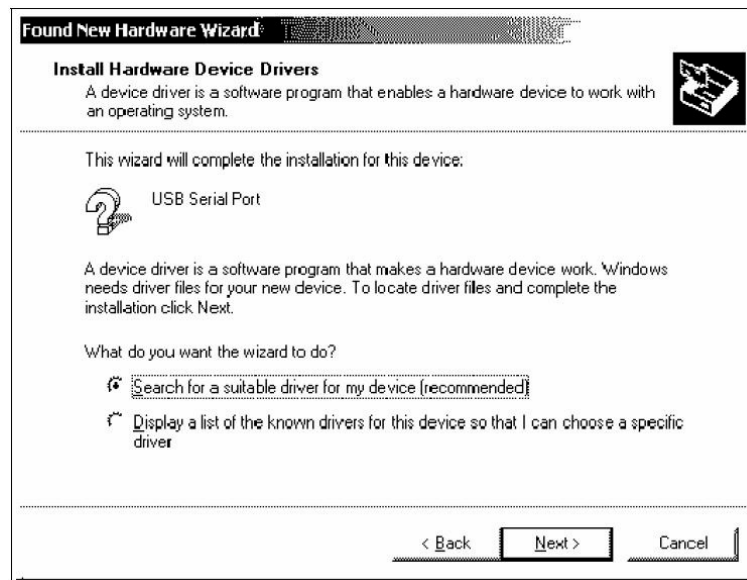 Found New Hardware Wizard
Install Hardware Device Drivers
A device driver is a software program that enables a hardware device to work with
an operating system.
This wizard will complete the installation for this device:
USB Serial Port
A device driver is a software program that makes a hardware device work. Windows
needs driver files for your new device. To locate driver files and complete the
installation click Next.
What do you want the wizard to do?
Search for a suitable driver for my device (recommended)
Display a list of the known drivers for this device so that I can choose a specific
driver
< Back Next > Cancel